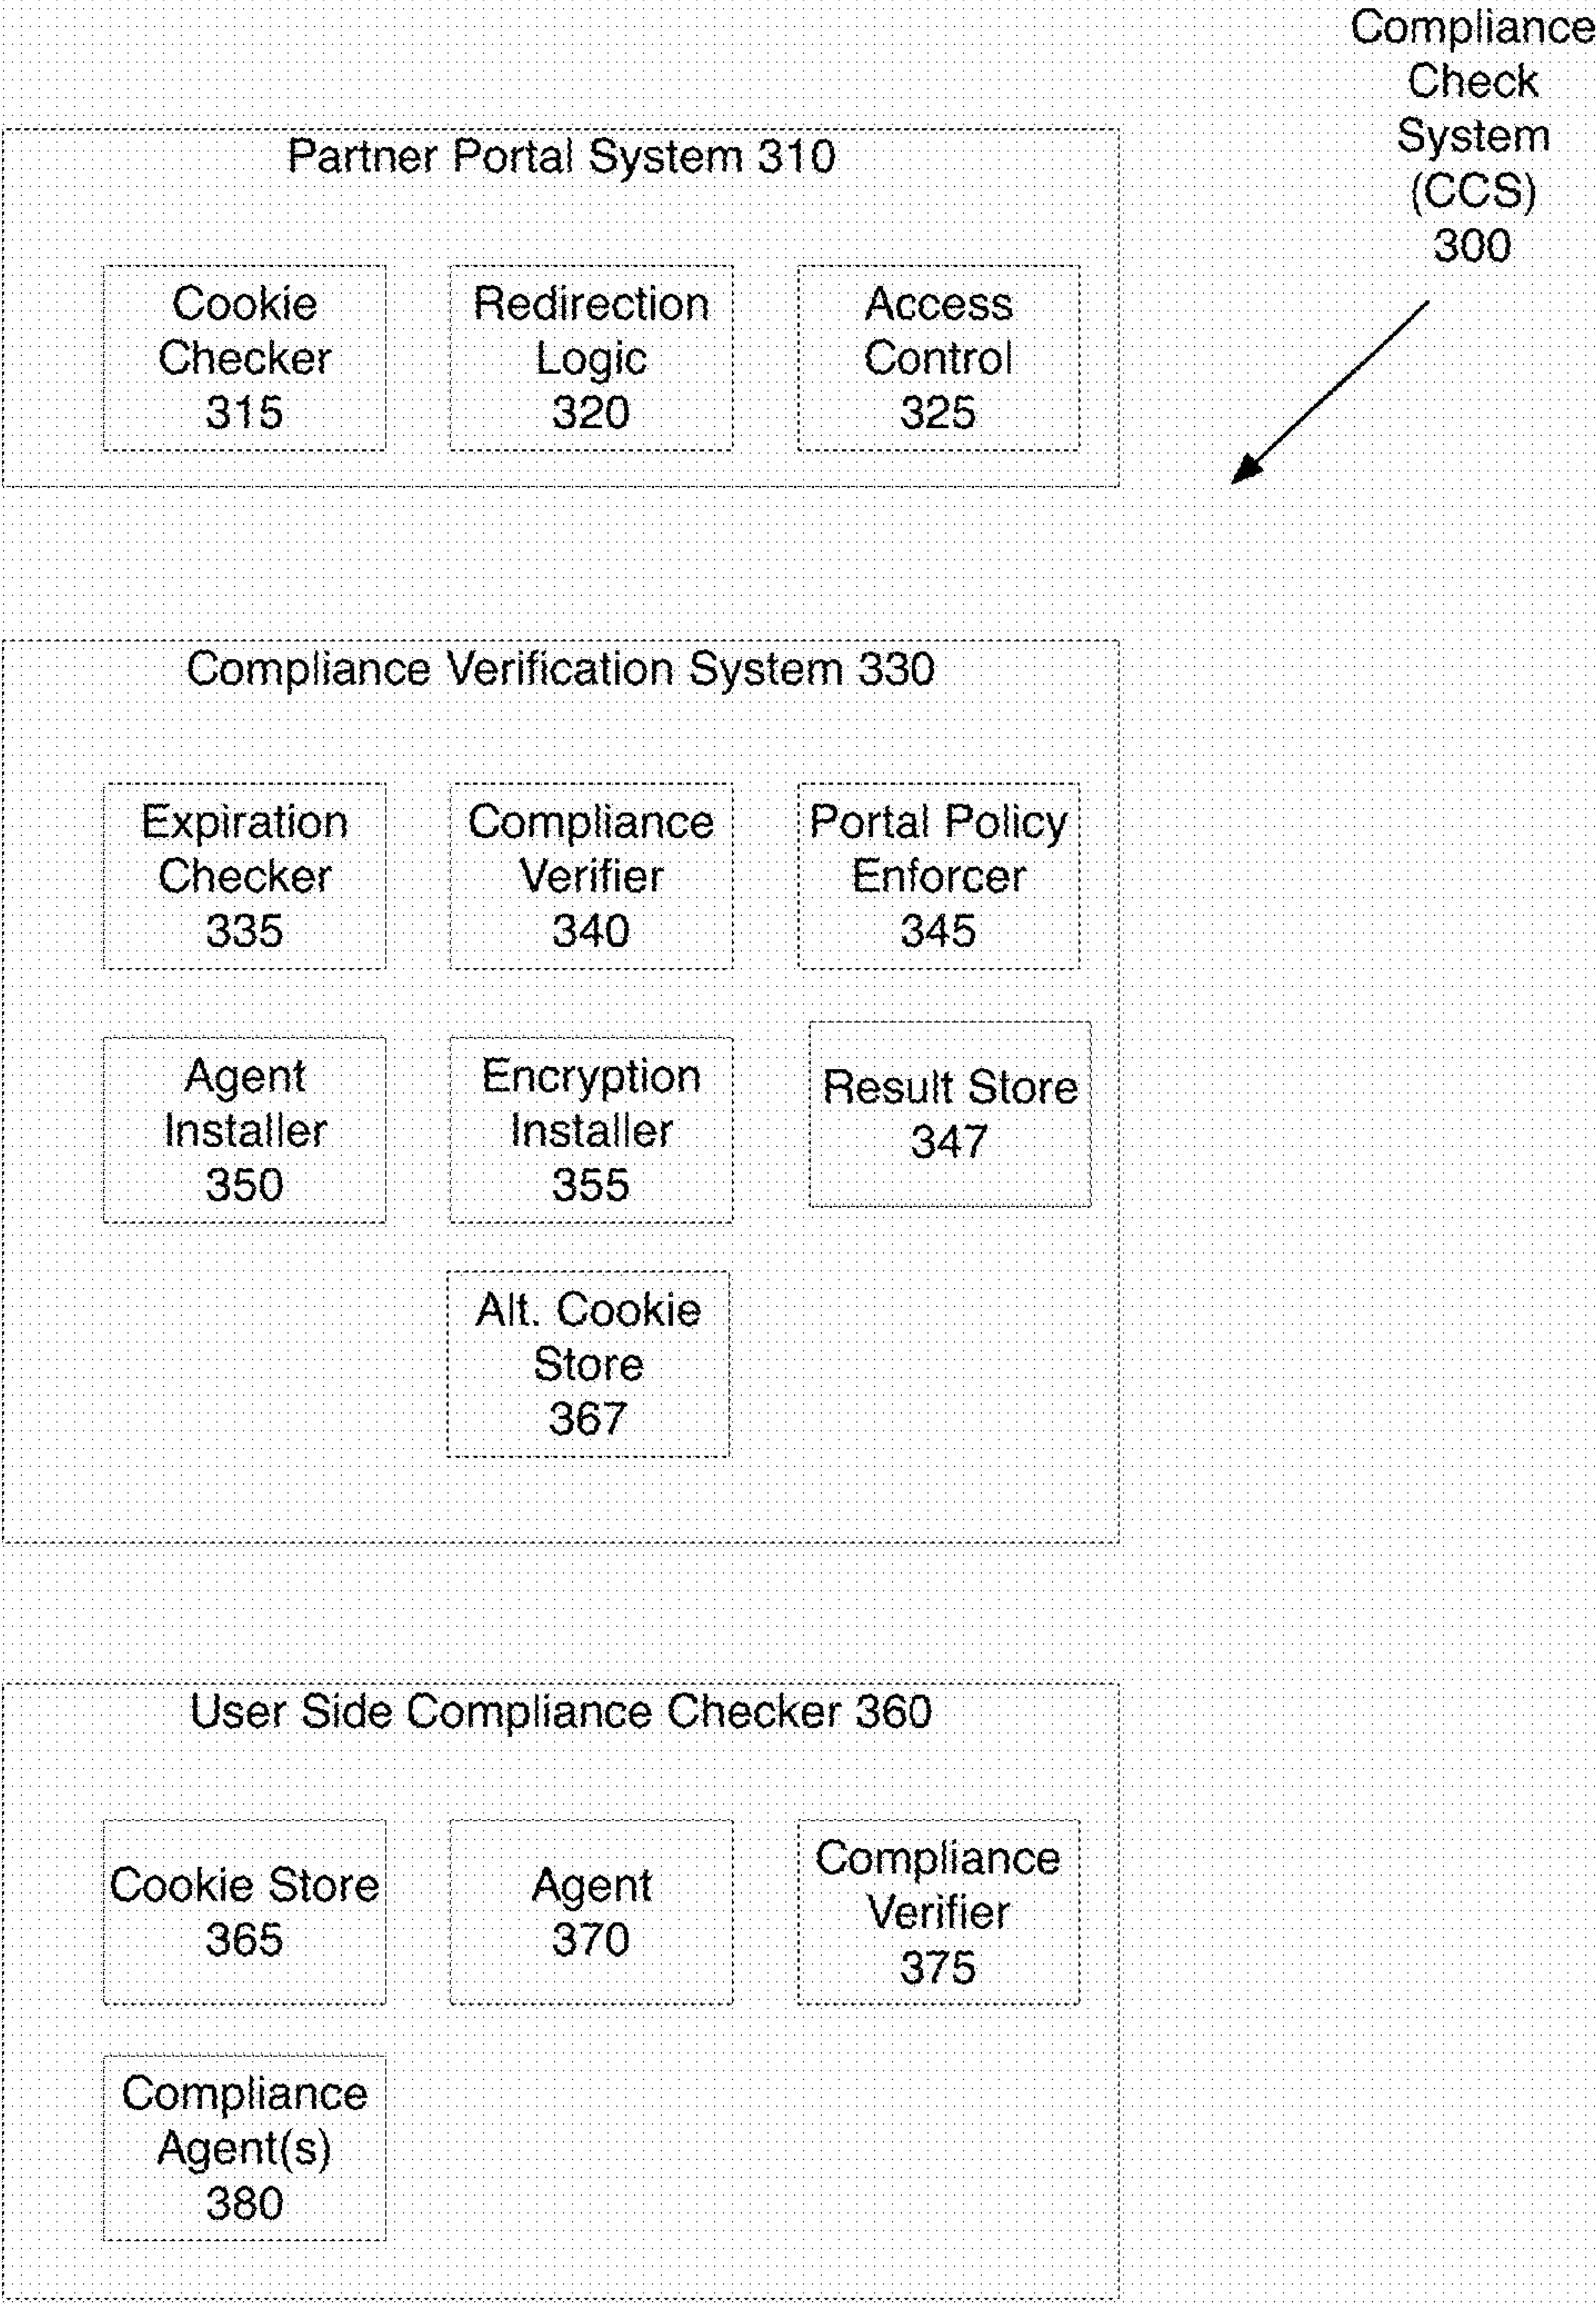 Compliance
Check
System
(CCS)
300
Partner Portal System 310
Cookie
Checker
315
Redirection
Logic
320
Access
Control
325
Compliance Verification System 330
Expiration
Checker
335
Compliance
Verifier
340
Portal Policy
Enforcer
345
Agent
Installer
350
Encryption
Installer
355
Result Store
347
Alt. Cookie
Store
367
User Side Compliance Checker 360
Cookie Store
365
Agent
370
Compliance
Verifier
375
Compliance
Agent(s)
380